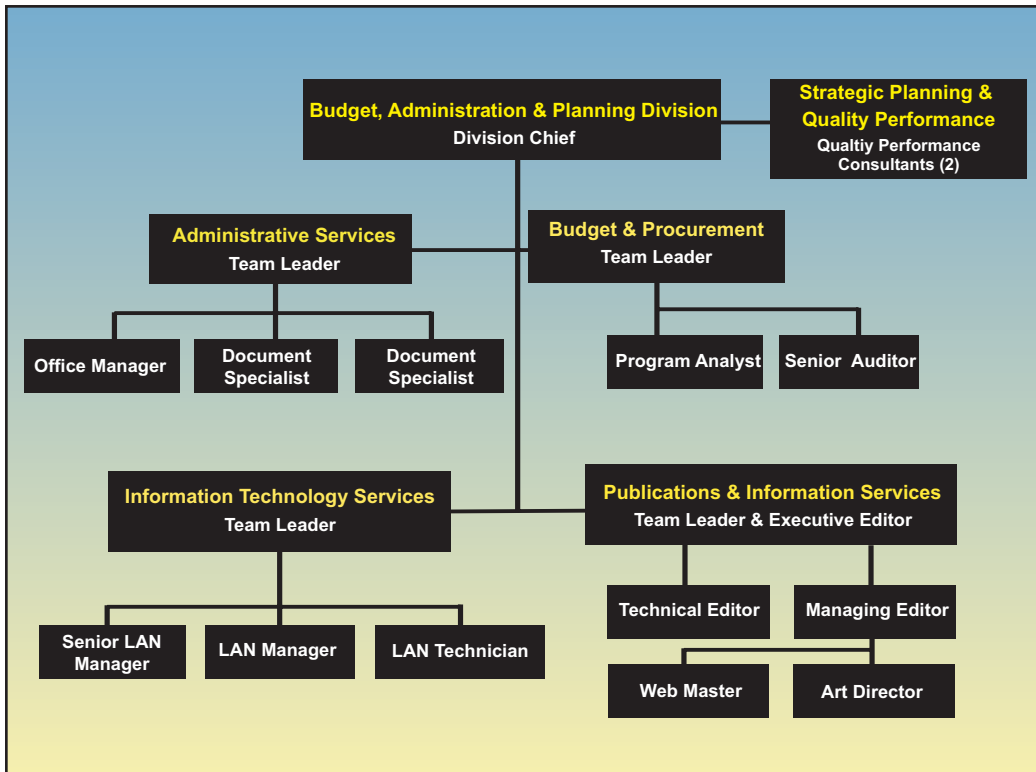 Budget, Administration & Planning Division
Division Chief
Strategic Planning &
Quality Performance
Qualtiy Performance
Consultants (2)
Administrative Services
Team Leader
Budget & Procurement
Team Leader
Office Manager
Document
Specialist
Document
Specialist
Program Analyst
Senior Auditor
Information Technology Services
Team Leader
Publications & Information Services
Team Leader & Executive Editor
Senior LAN
Manager
LAN Manager
LAN Technician
Technical Editor
Managing Editor
Web Master
Art Director